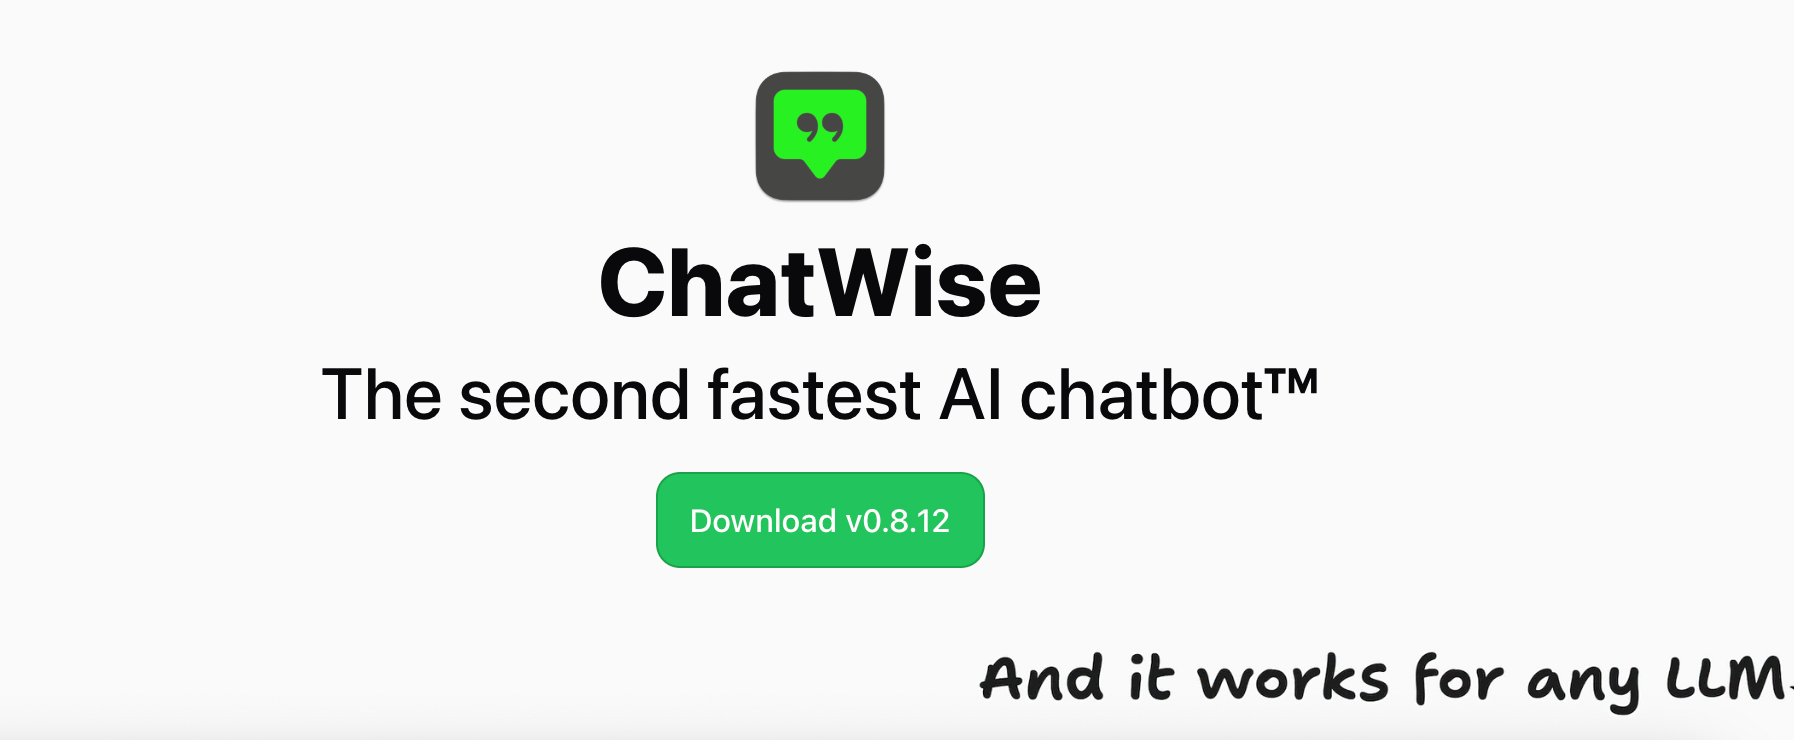 ChatWise
The second fastest AI chatbot™
Download v0.8.12
And it works for any LLM